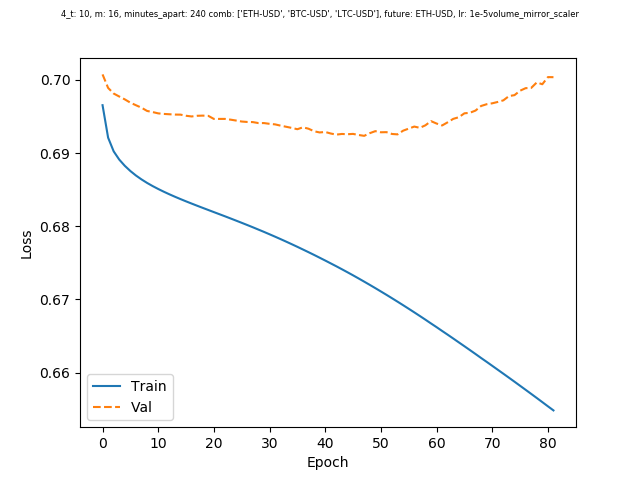 4_t: 10, m: 16, minutes_apart: 240 comb: ['ETH-USD', 'BTC-USD', 'LTC-USD'], future: ETH-USD, lr: 1e-5volume_mirror_scaler
0.70
0.69
0.68
0.67
0.66
Loss
Train
Val
0 10 20 30 40 50 60 70 80
Epoch